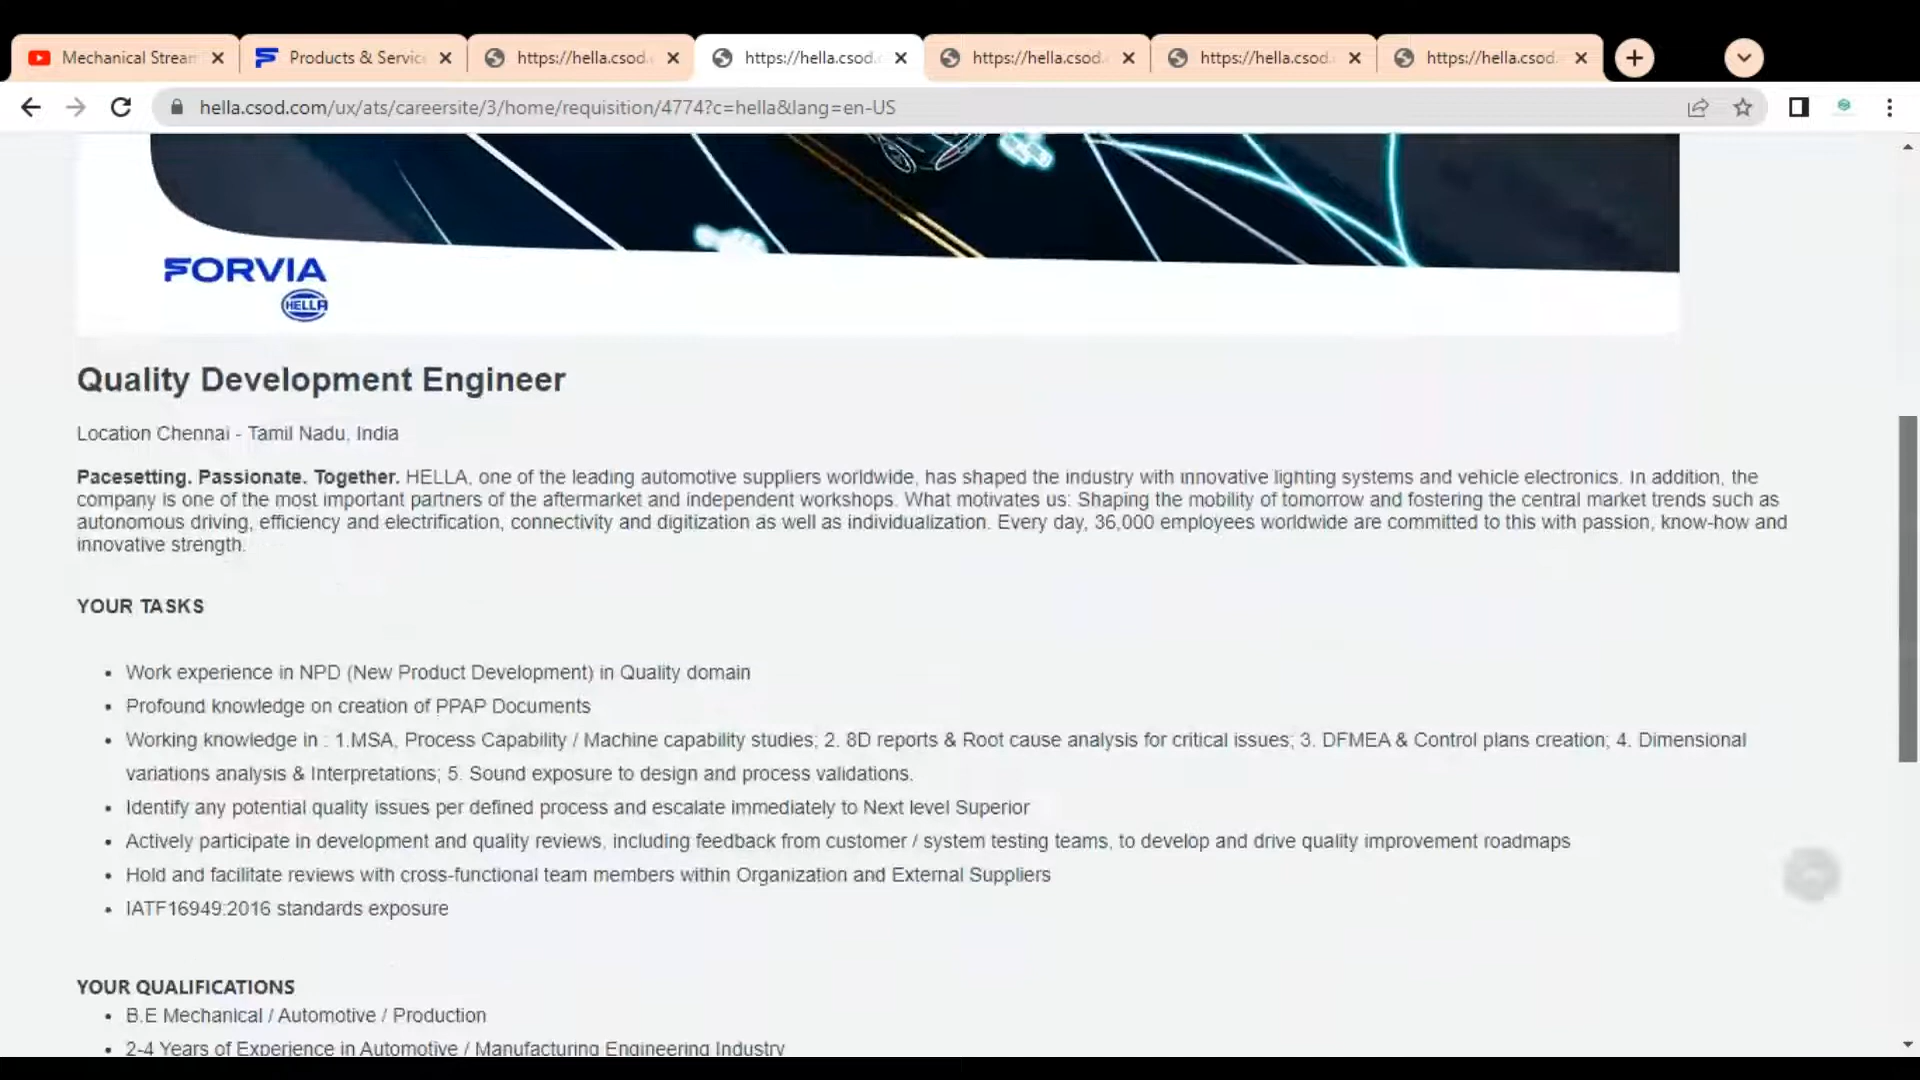 Mechanical Strean
Products & Service
https://hella.csod.c
https://hella.csod.c
https://hella.csod.
https://hella.csod.
https://hella.csod.
hella.csod.com/ux/ats/careersite/3/home/requisition/4774?c=hella&lang=en-US
FORVIA
HELLA
Quality Development Engineer
Location Chennai - Tamil Nadu, India
Pacesetting. Passionate. Together. HELLA, one of the leading automotive suppliers worldwide, has shaped the industry with innovative lighting systems and vehicle electronics. In addition, the
company is one of the most important partners of the aftermarket and independent workshops. What motivates us: Shaping the mobility of tomorrow and fostering the central market trends such as
autonomous driving, efficiency and electrification, connectivity and digitization as well as individualization. Every day, 36,000 employees worldwide are committed to this with passion, know-how and
innovative strength.
YOUR TASKS
• Work experience in NPD (New Product Development) in Quality domain
• Profound knowledge on creation of PPAP Documents
• Working knowledge in : 1.MSA, Process Capability / Machine capability studies; 2. 8D reports & Root cause analysis for critical issues; 3. DFMEA & Control plans creation; 4. Dimensional
variations analysis & Interpretations; 5. Sound exposure to design and process validations.
• Identify any potential quality issues per defined process and escalate immediately to Next level Superior
• Actively participate in development and quality reviews, including feedback from customer / system testing teams, to develop and drive quality improvement roadmaps
• Hold and facilitate reviews with cross-functional team members within Organization and External Suppliers
• IATF16949:2016 standards exposure
YOUR QUALIFICATIONS
• B.E Mechanical / Automotive / Production
• 2-4 Years of Experience in Automotive / Manufacturing Engineering Industry